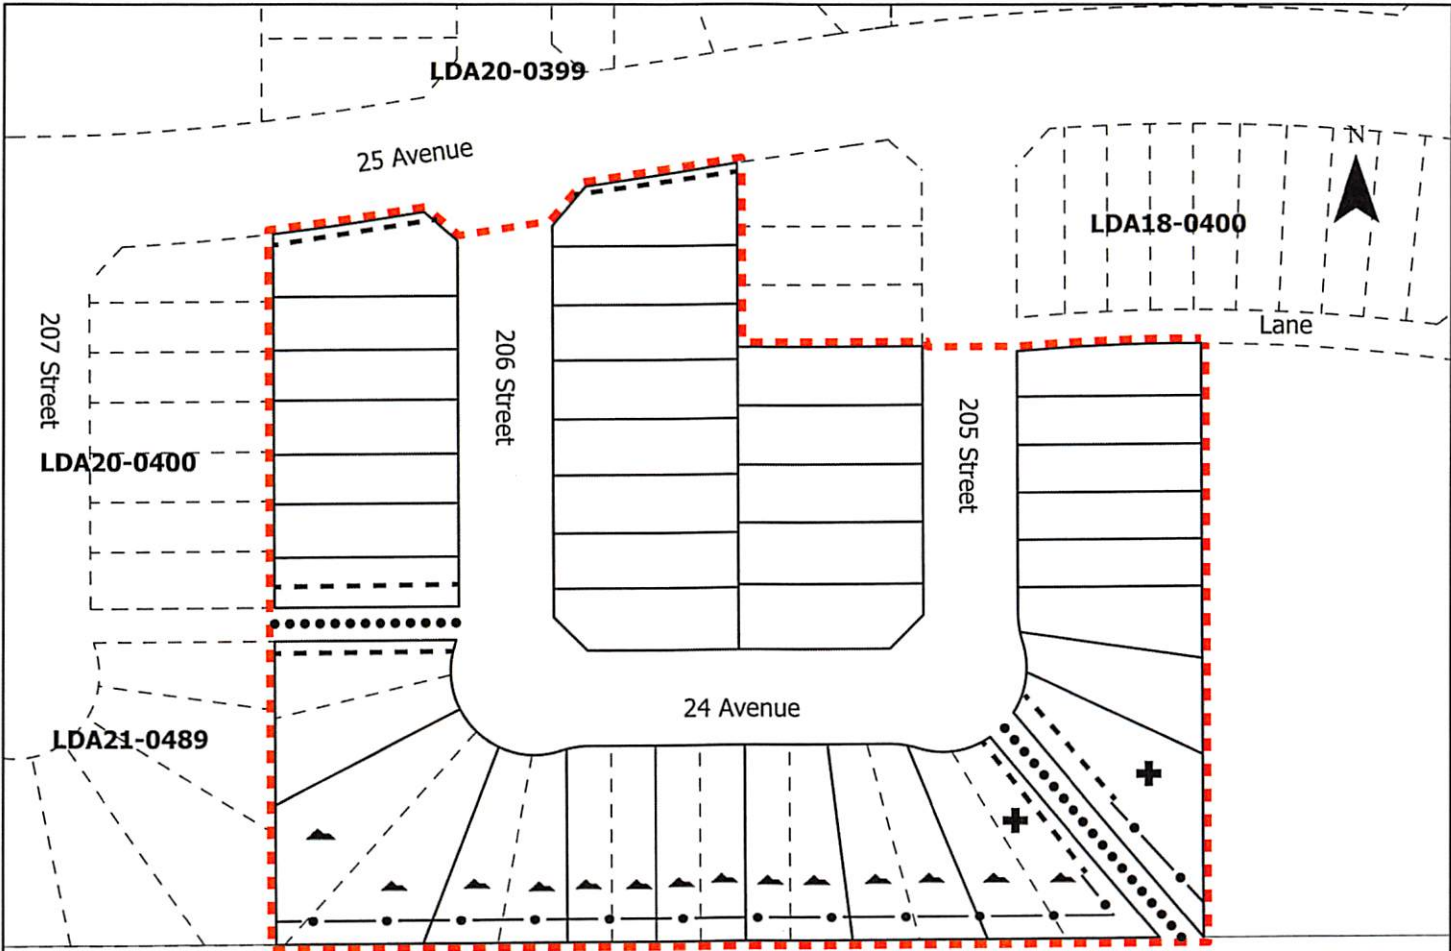 LDA20-0399
25 Avenue
N
LDA18-0400
Lane
207 Street
206 Street
205 Street
LDA20-0400
24 Avenue
LDA21-0489